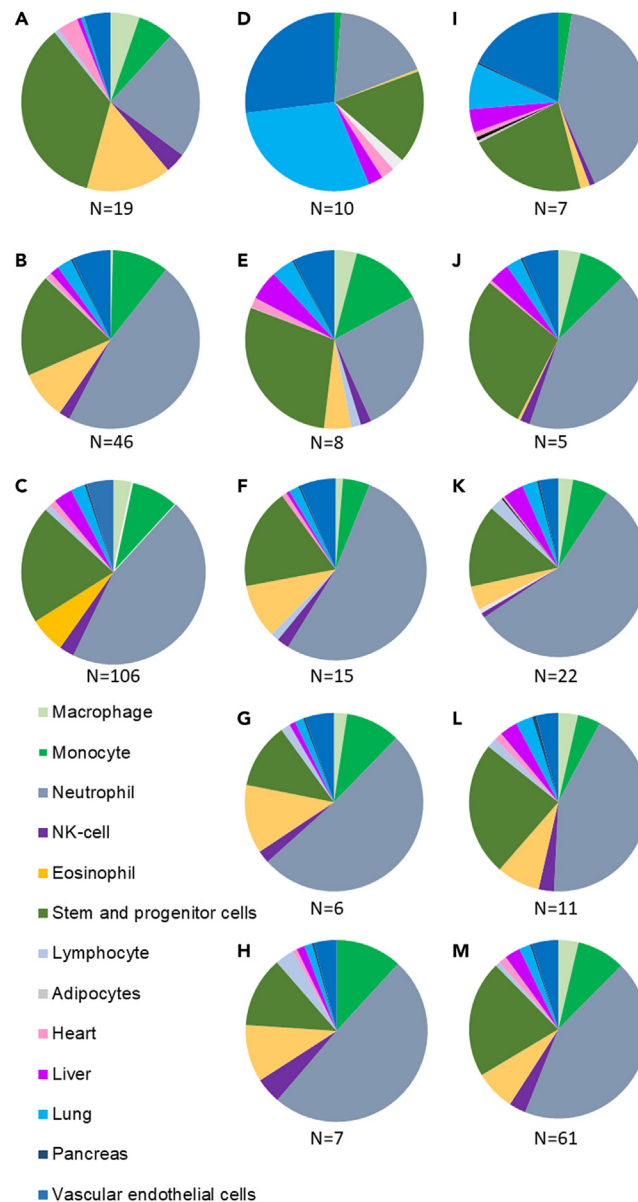 A
D
I
N=19
N=10
N=7
B
E
J
N=46
N=8
N=5
C
F
K
N=106
N=15
N=22
Macrophage
Monocyte
Neutrophil
NK-cell
Eosinophil
Stem and progenitor cells
Lymphocyte
Adipocytes
Heart
Liver
Lung
Pancreas
Vascular endothelial cells
G
L
N=6
N=11
H
M
N=7
N=61